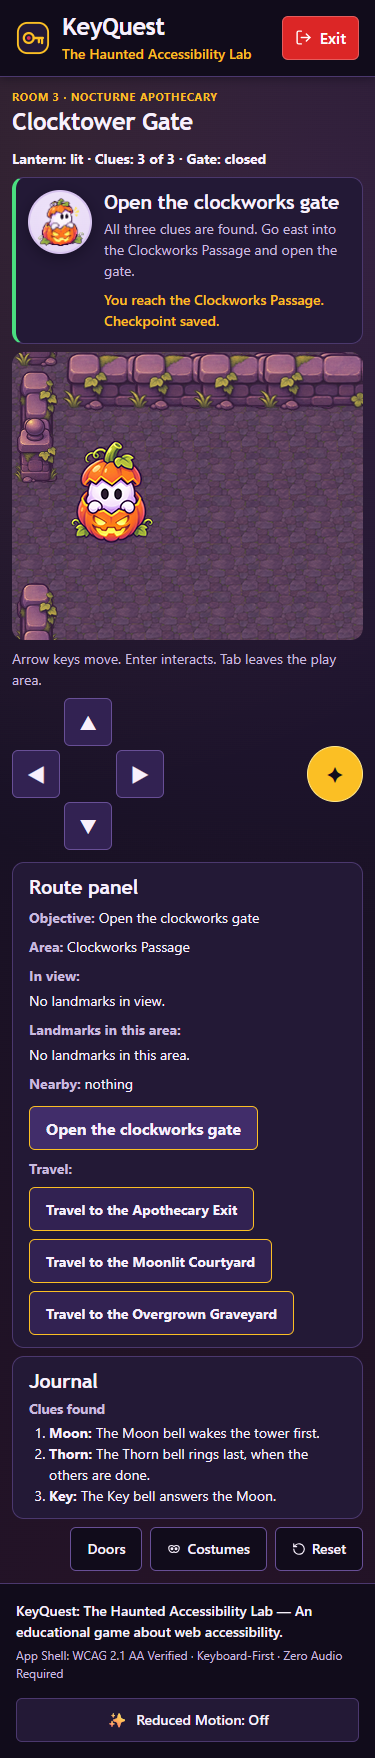 KeyQuest
The Haunted Accessibility Lab
Exit
ROOM 3 · NOCTURNE APOTHECARY
Clocktower Gate
Lantern: lit · Clues: 3 of 3 · Gate: closed
Open the clockworks gate
All three clues are found. Go east into
the Clockworks Passage and open the
gate.
You reach the Clockworks Passage.
Checkpoint saved.
Arrow keys move. Enter interacts. Tab leaves the play
area.
Route panel
Objective: Open the clockworks gate
Area: Clockworks Passage
In view:
No landmarks in view.
Landmarks in this area:
No landmarks in this area.
Nearby: nothing
Open the clockworks gate
Travel:
Travel to the Apothecary Exit
Travel to the Moonlit Courtyard
Travel to the Overgrown Graveyard
Journal
Clues found
1. Moon: The Moon bell wakes the tower first.
2. Thorn: The Thorn bell rings last, when the
others are done.
3. Key: The Key bell answers the Moon.
Doors
Costumes
Reset
KeyQuest: The Haunted Accessibility Lab — An
educational game about web accessibility.
App Shell: WCAG 2.1 AA Verified · Keyboard-First · Zero Audio
Required
Reduced Motion: Off